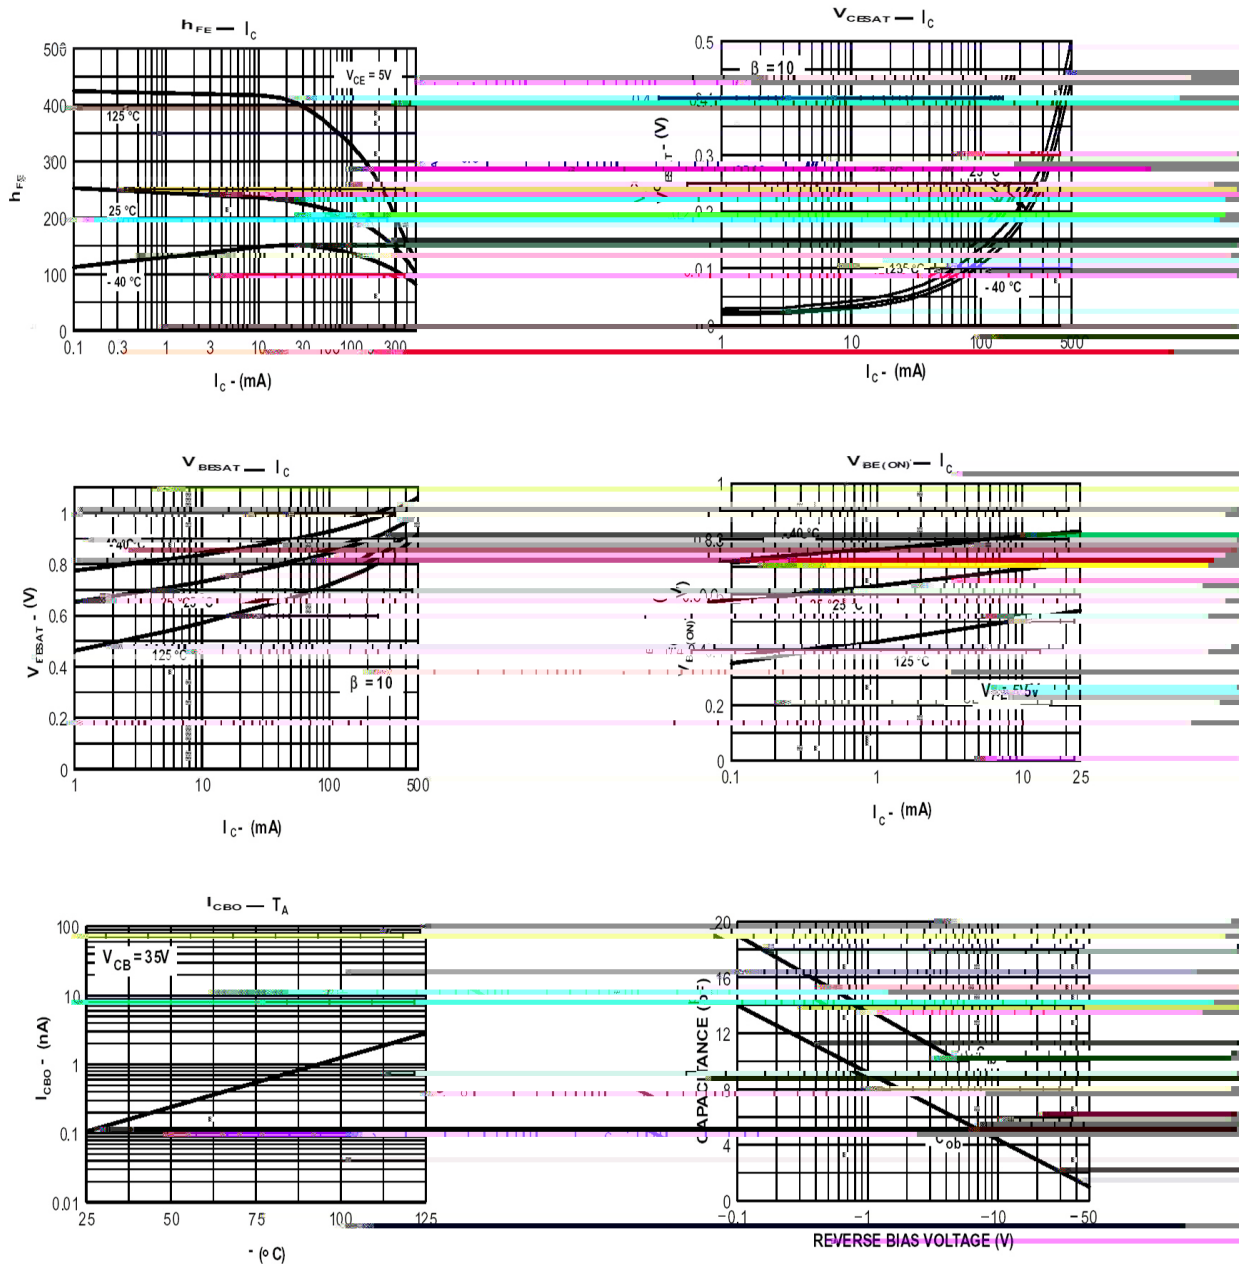 hFE — IC
VCE = 5V
125 °C
25 °C
- 40 °C
hFE
500
400
300
200
100
0
0.1 0.3 1 3 10 30 100 300
IC - (mA)
VCESAT — IC
β = 10
0.5
0.3
0.1
25 °C
125 °C
- 40 °C
1 10 100 500
IC - (mA)
VBESAT — IC
VBESAT - (V)
1
0.8
0.6
0.4
0.2
0
- 40 °C
25 °C
125 °C
β = 10
1 10 100 500
IC - (mA)
VBE(ON) — IC
1
0.2
0
- 40 °C
25 °C
125 °C
0.1 1 10 25
IC - (mA)
ICBO — TA
VCB = 35V
ICBO - (nA)
100
10
1
0.1
0.01
25 50 75 100 125
- (° C)
CAPACITANCE (pF)
20
16
12
8
4
0
Cob
−0.1 −1 −10 −50
REVERSE BIAS VOLTAGE (V)